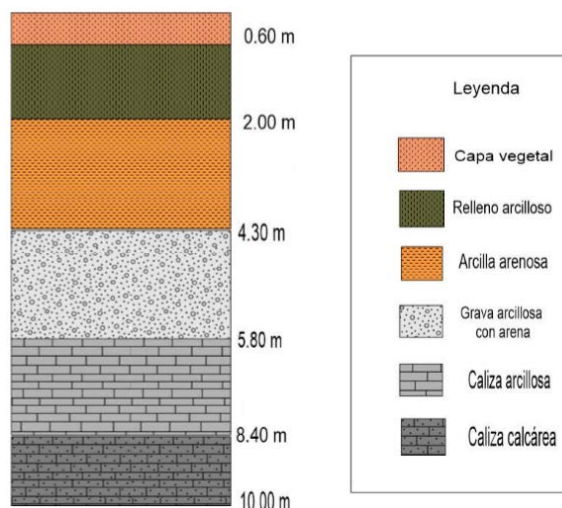 0.60 m
2.00 m
4.30 m
5.80 m
8.40 m
10.00 m
Leyenda
Capa vegetal
Relleno arcilloso
Arcilla arenosa
Grava arcillosa
con arena
Caliza arcillosa
Caliza calcárea